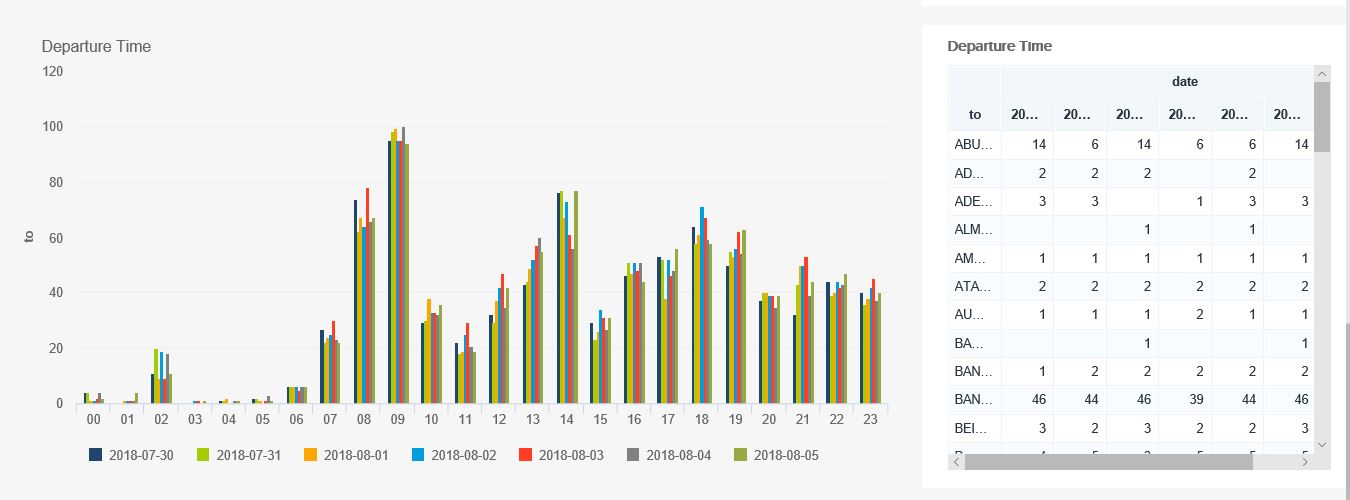 Departure Time
120
100
80
60
40
20
0
to
00 01 02 03 04 05 06 07 08 09 10 11 12 13 14 15 16 17 18 19 20 21 22 23
2018-07-30 2018-07-31 2018-08-01 2018-08-02 2018-08-03 2018-08-04 2018-08-05
Departure Time
date
to 20... 20... 20... 20... 20... 20...
ABU... 14 6 14 6 6 14
AD... 2 2 2 2
ADE... 3 3 1 3 3
ALM... 1 1
AM... 1 1 1 1 1 1
ATA... 2 2 2 2 2 2
AU... 1 1 1 2 1 1
BA... 1 1
BAN... 1 2 2 2 2 2
BAN... 46 44 46 39 44 46
BEI... 3 2 3 2 2 3